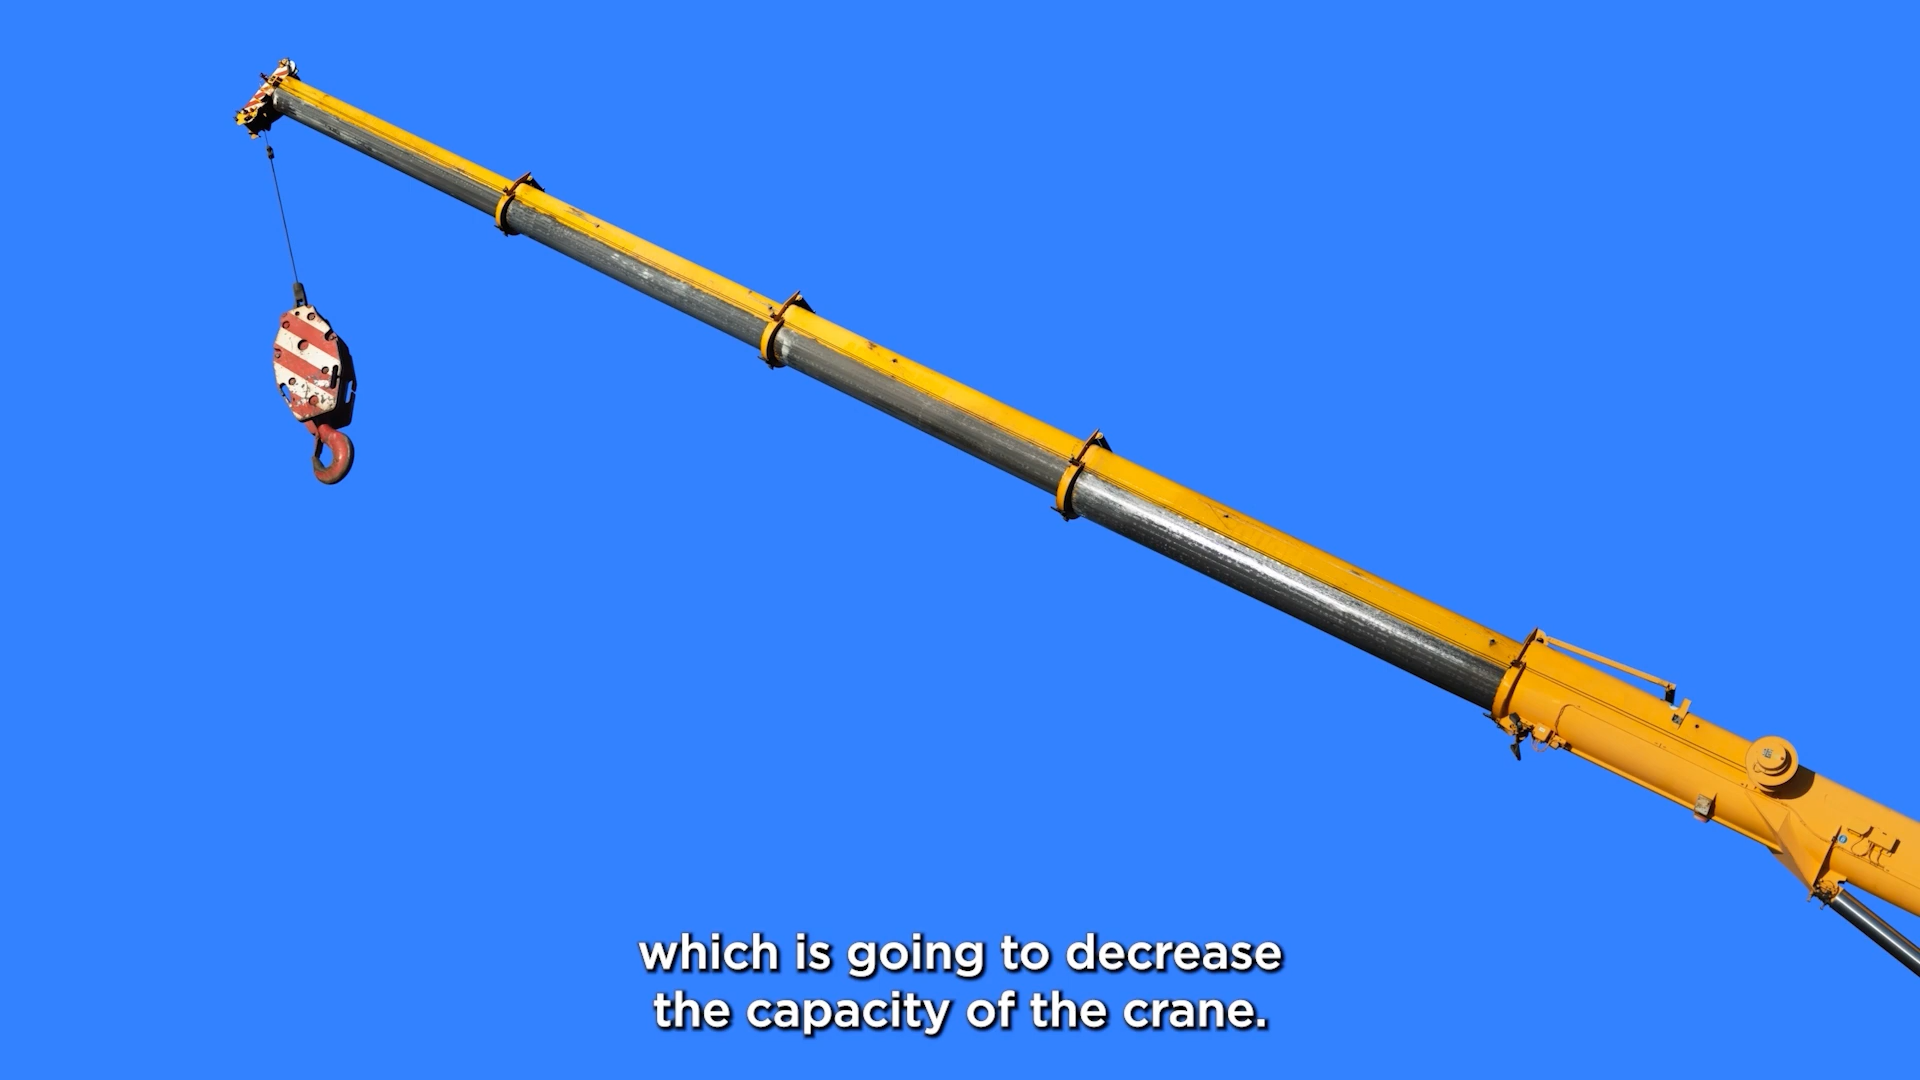 which is going to decrease
the capacity of the crane.